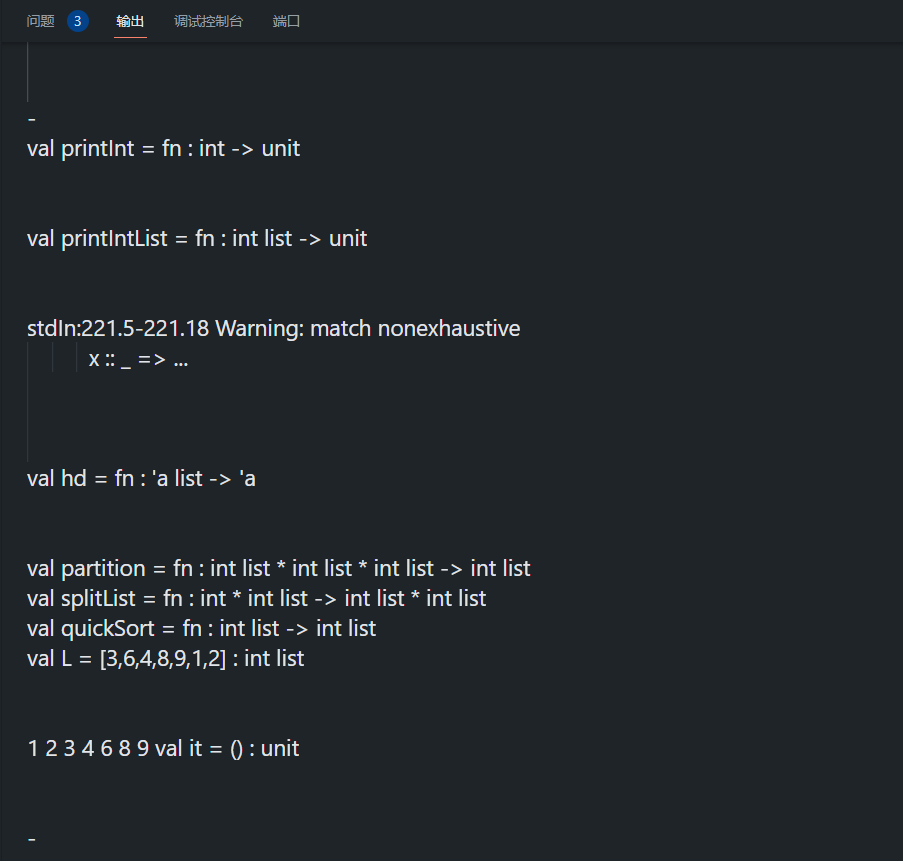 问题 3 输出 调试控制台 端口
-
val printInt = fn : int -> unit
val printIntList = fn : int list -> unit
stdIn:221.5-221.18 Warning: match nonexhaustive
x :: _ => ...
val hd = fn : 'a list -> 'a
val partition = fn : int list * int list * int list -> int list
val splitList = fn : int * int list -> int list * int list
val quickSort = fn : int list -> int list
val L = [3,6,4,8,9,1,2] : int list
1 2 3 4 6 8 9 val it = () : unit
-